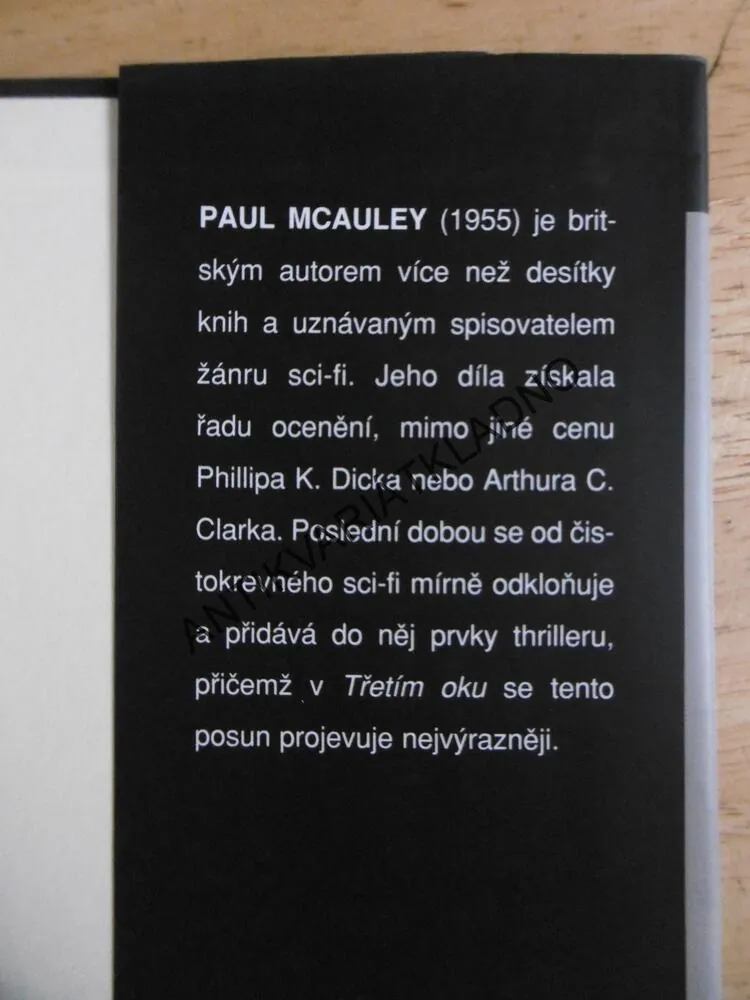 PAUL MCAULEY (1955) je brit-
ským autorem více než desítky
knih a uznávaným spisovatelem
žánru sci-fi. Jeho díla získala
řadu ocenění, mimo jiné cenu
Phillipa K. Dicka nebo Arthura C.
Clarka. Poslední dobou se od čis-
tokrevného sci-fi mírně odkloňuje
a přidává do něj prvky thrilleru,
přičemž v Třetím oku se tento
posun projevuje nejvýrazněji.
ANTIKVARIATKLADNO